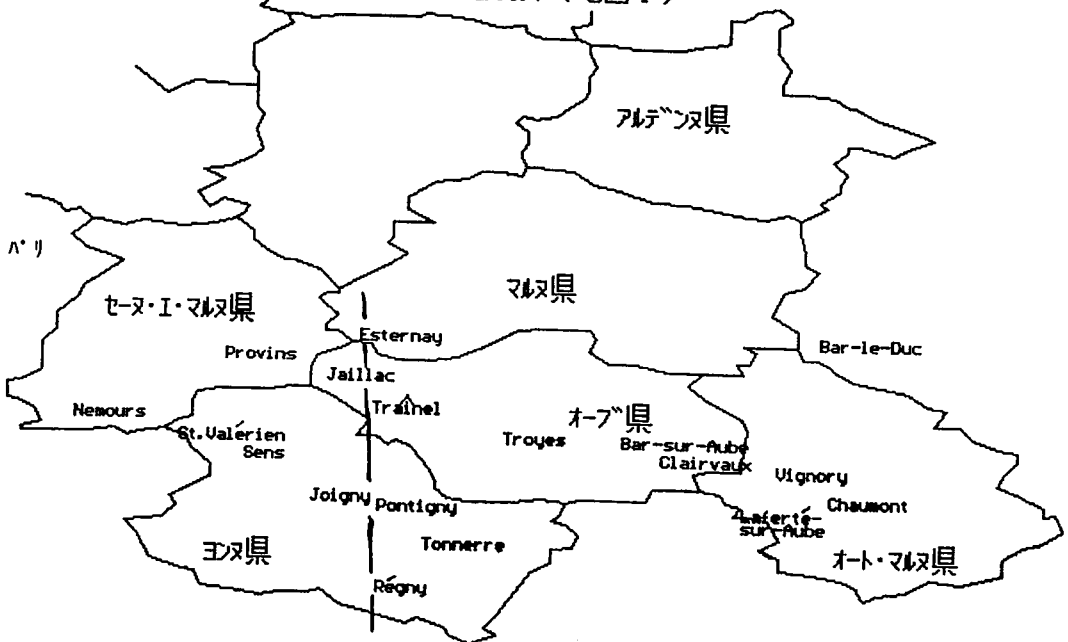 アルデンヌ県
パリ
マルヌ県
セーヌ・エ・マルヌ県
Esternay
Bar-le-Duc
Provins
Jaillac
Nemours
Traînel
オーブ県
St.Valérien
Troyes
Bar-sur-Aube
Sens
Clairvaux
Vignory
Joigny
Pontigny
Chaumont
Laferté-
sur-Aube
Tonnerre
ヨンヌ県
オート・マルヌ県
Régny